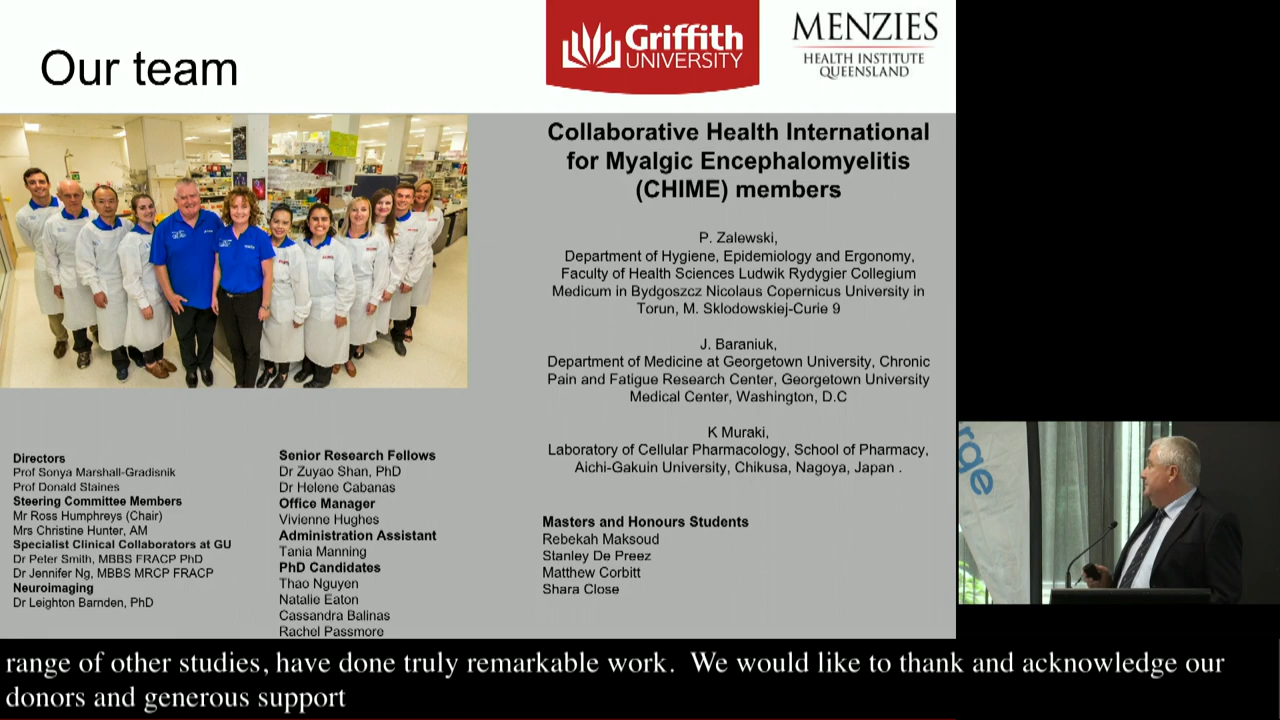 Our team
Griffith
UNIVERSITY
MENZIES
HEALTH INSTITUTE
QUEENSLAND
Collaborative Health International
for Myalgic Encephalomyelitis
(CHIME) members
P. Zalewski,
Department of Hygiene, Epidemiology and Ergonomy,
Faculty of Health Sciences Ludwik Rydygier Collegium
Medicum in Bydgoszcz Nicolaus Copernicus University in
Torun, M. Sklodowskiej-Curie 9
J. Baraniuk,
Department of Medicine at Georgetown University, Chronic
Pain and Fatigue Research Center, Georgetown University
Medical Center, Washington, D.C
K Muraki,
Laboratory of Cellular Pharmacology, School of Pharmacy,
Aichi-Gakuin University, Chikusa, Nagoya, Japan .
Directors
Prof Sonya Marshall-Gradisnik
Prof Donald Staines
Steering Committee Members
Mr Ross Humphreys (Chair)
Mrs Christine Hunter, AM
Specialist Clinical Collaborators at GU
Dr Peter Smith, MBBS FRACP PhD
Dr Jennifer Ng, MBBS MRCP FRACP
Neuroimaging
Dr Leighton Barnden, PhD
Senior Research Fellows
Dr Zuyao Shan, PhD
Dr Helene Cabanas
Office Manager
Vivienne Hughes
Administration Assistant
Tania Manning
PhD Candidates
Thao Nguyen
Natalie Eaton
Cassandra Balinas
Rachel Passmore
Masters and Honours Students
Rebekah Maksoud
Stanley De Preez
Matthew Corbitt
Shara Close
rge
range of other studies, have done truly remarkable work.  We would like to thank and acknowledge our
donors and generous support